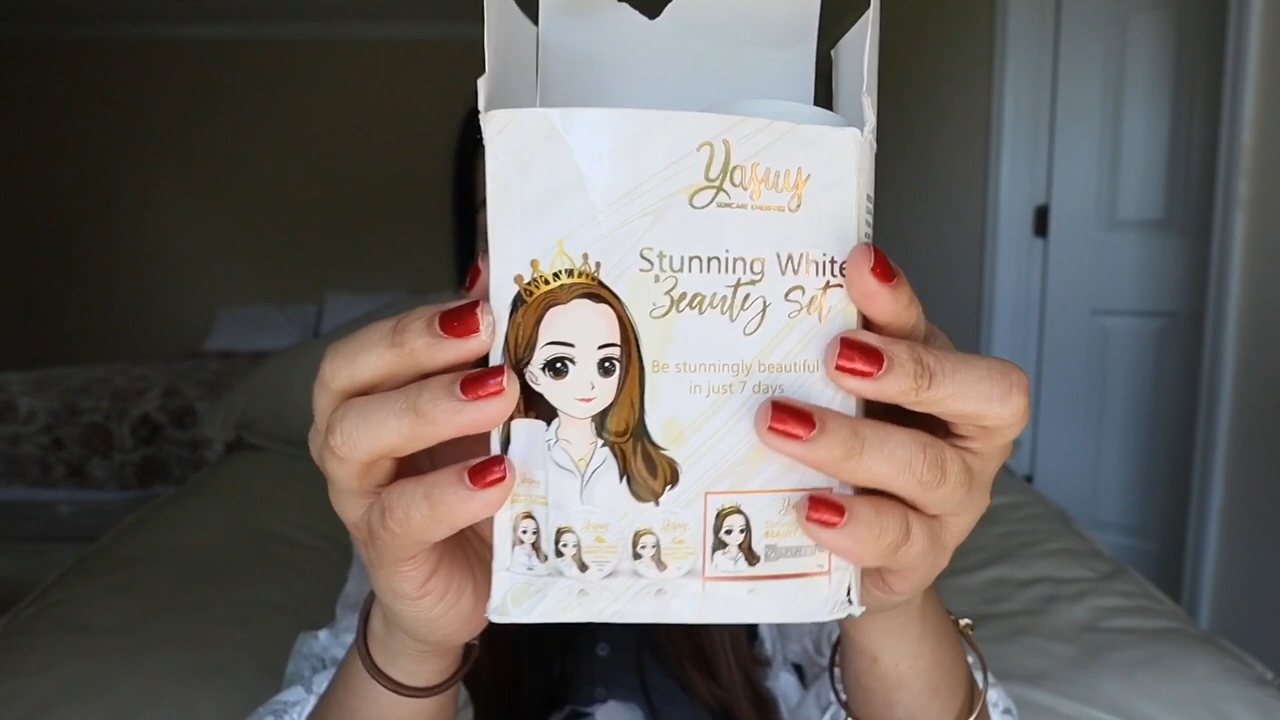 Yasuy
Stunning White
Beauty Set
Be stunningly beautiful
in just 7 days